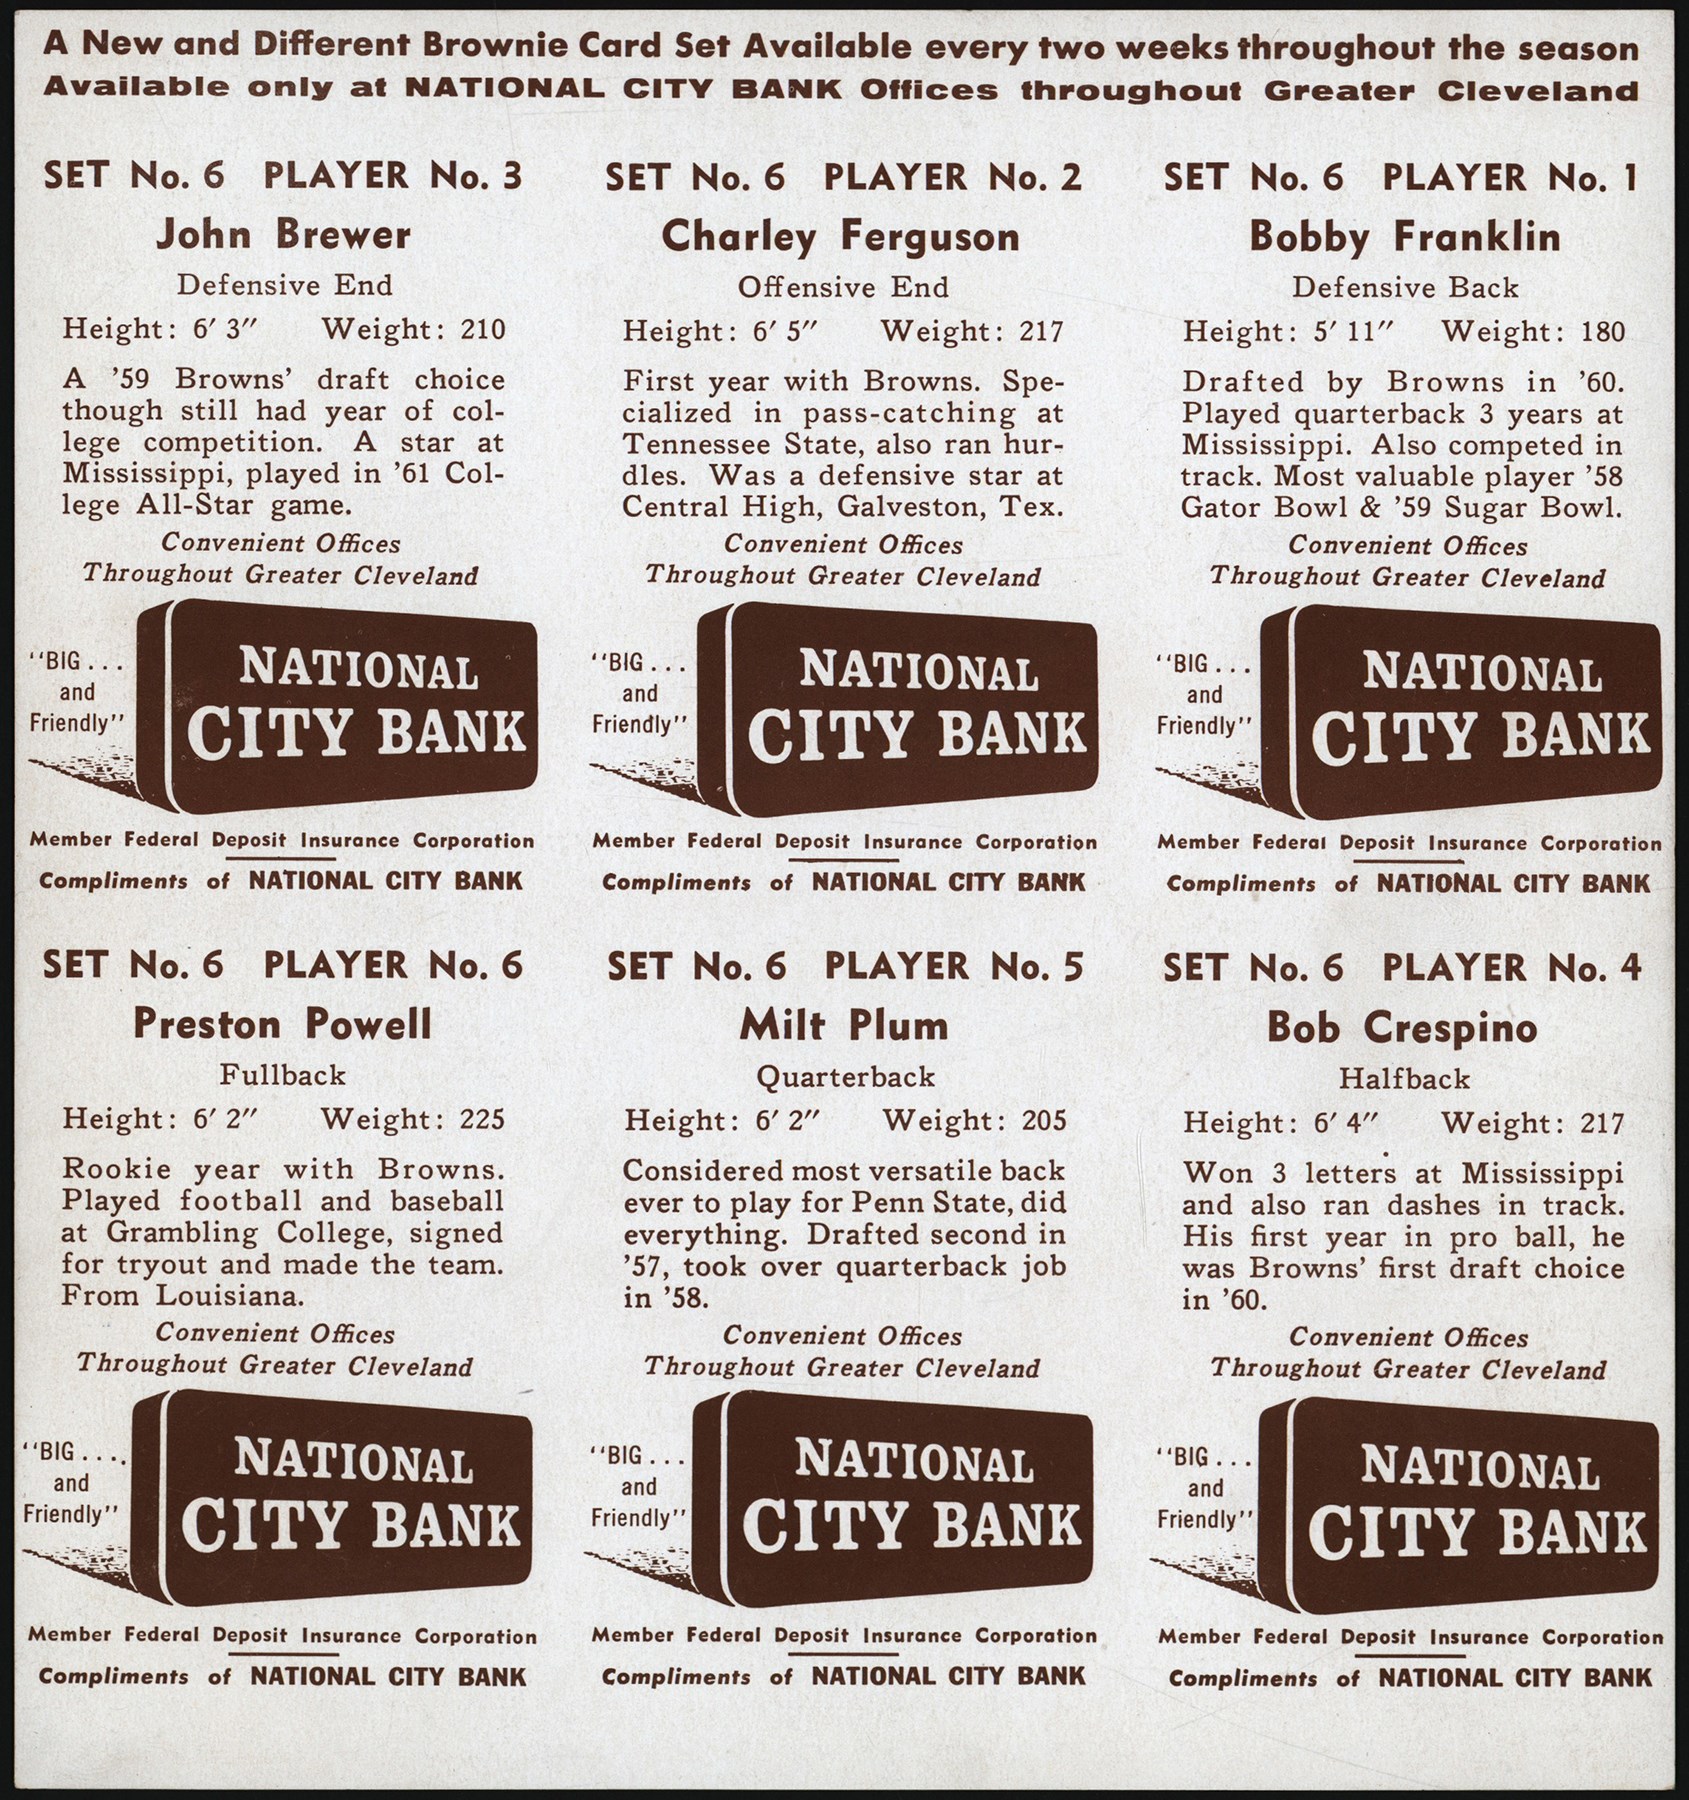 A New and Different Brownie Card Set Available every two weeks throughout the season
Available only at NATIONAL CITY BANK Offices throughout Greater Cleveland
SET No. 6 PLAYER No. 3
John Brewer
Defensive End
Height: 6′ 3″ Weight: 210
A ’59 Browns’ draft choice
though still had year of col-
lege competition. A star at
Mississippi, played in ’61 Col-
lege All-Star game.
Convenient Offices
Throughout Greater Cleveland
"BIG...
and
Friendly"
NATIONAL
CITY BANK
Member Federal Deposit Insurance Corporation
Compliments of NATIONAL CITY BANK
SET No. 6 PLAYER No. 2
Charley Ferguson
Offensive End
Height: 6′ 5″ Weight: 217
First year with Browns. Spe-
cialized in pass-catching at
Tennessee State, also ran hur-
dles. Was a defensive star at
Central High, Galveston, Tex.
Convenient Offices
Throughout Greater Cleveland
"BIG...
and
Friendly"
NATIONAL
CITY BANK
Member Federal Deposit Insurance Corporation
Compliments of NATIONAL CITY BANK
SET No. 6 PLAYER No. 1
Bobby Franklin
Defensive Back
Height: 5′ 11″ Weight: 180
Drafted by Browns in ’60.
Played quarterback 3 years at
Mississippi. Also competed in
track. Most valuable player ’58
Gator Bowl & ’59 Sugar Bowl.
Convenient Offices
Throughout Greater Cleveland
"BIG...
and
Friendly"
NATIONAL
CITY BANK
Member Federal Deposit Insurance Corporation
Compliments of NATIONAL CITY BANK
SET No. 6 PLAYER No. 6
Preston Powell
Fullback
Height: 6′ 2″ Weight: 225
Rookie year with Browns.
Played football and baseball
at Grambling College, signed
for tryout and made the team.
From Louisiana.
Convenient Offices
Throughout Greater Cleveland
"BIG...
and
Friendly"
NATIONAL
CITY BANK
Member Federal Deposit Insurance Corporation
Compliments of NATIONAL CITY BANK
SET No. 6 PLAYER No. 5
Milt Plum
Quarterback
Height: 6′ 2″ Weight: 205
Considered most versatile back
ever to play for Penn State, did
everything. Drafted second in
’57, took over quarterback job
in ’58.
Convenient Offices
Throughout Greater Cleveland
"BIG...
and
Friendly"
NATIONAL
CITY BANK
Member Federal Deposit Insurance Corporation
Compliments of NATIONAL CITY BANK
SET No. 6 PLAYER No. 4
Bob Crespino
Halfback
Height: 6′ 4″ Weight: 217
Won 3 letters at Mississippi
and also ran dashes in track.
His first year in pro ball, he
was Browns’ first draft choice
in ’60.
Convenient Offices
Throughout Greater Cleveland
"BIG...
and
Friendly"
NATIONAL
CITY BANK
Member Federal Deposit Insurance Corporation
Compliments of NATIONAL CITY BANK